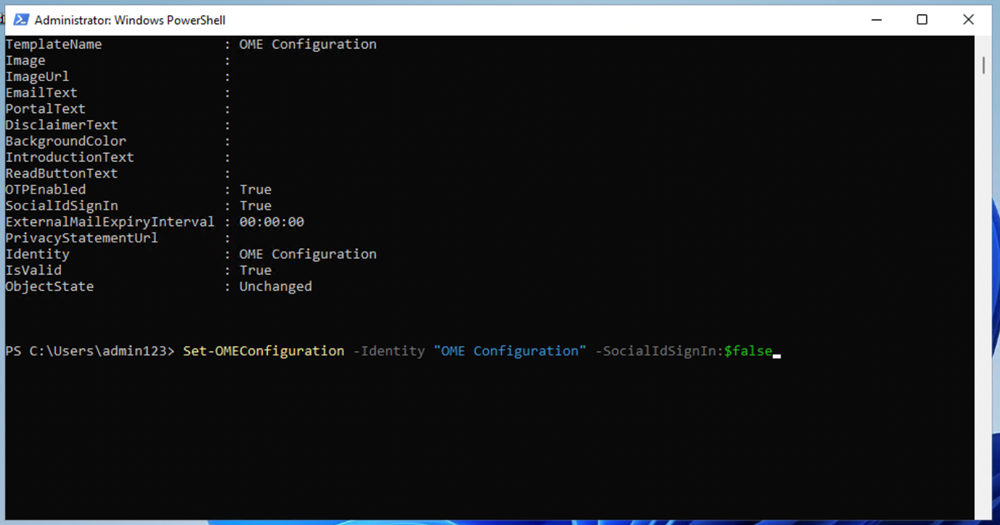 Administrator: Windows PowerShell
TemplateName : OME Configuration
Image :
ImageUrl :
EmailText :
PortalText :
DisclaimerText :
BackgroundColor :
IntroductionText :
ReadButtonText :
OTPEnabled : True
SocialIdSignIn : True
ExternalMailExpiryInterval : 00:00:00
PrivacyStatementUrl :
Identity : OME Configuration
IsValid : True
ObjectState : Unchanged
PS C:\Users\admin123> Set-OMEConfiguration -Identity "OME Configuration" -SocialIdSignIn:$false